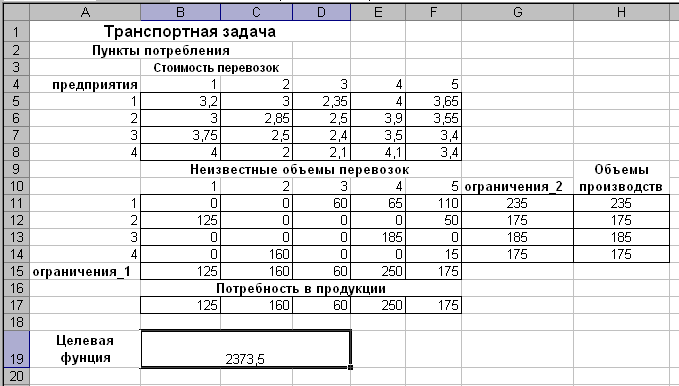 A B C D E F G H
1 Транспортная задача
2 Пункты потребления
3 Стоимость перевозок
4 предприятия 1 2 3 4 5
5 1 3,2 3 2,35 4 3,65
6 2 3 2,85 2,5 3,9 3,55
7 3 3,75 2,5 2,4 3,5 3,4
8 4 4 2 2,1 4,1 3,4
9 Неизвестные объемы перевозок Объемы
10 1 2 3 4 5 ограничения_2 производств
11 1 0 0 60 65 110 235 235
12 2 125 0 0 0 50 175 175
13 3 0 0 0 185 0 185 185
14 4 0 160 0 0 15 175 175
15 ограничения_1 125 160 60 250 175
16 Потребность в продукции
17 125 160 60 250 175
18
Целевая
19 фунция 2373,5
20